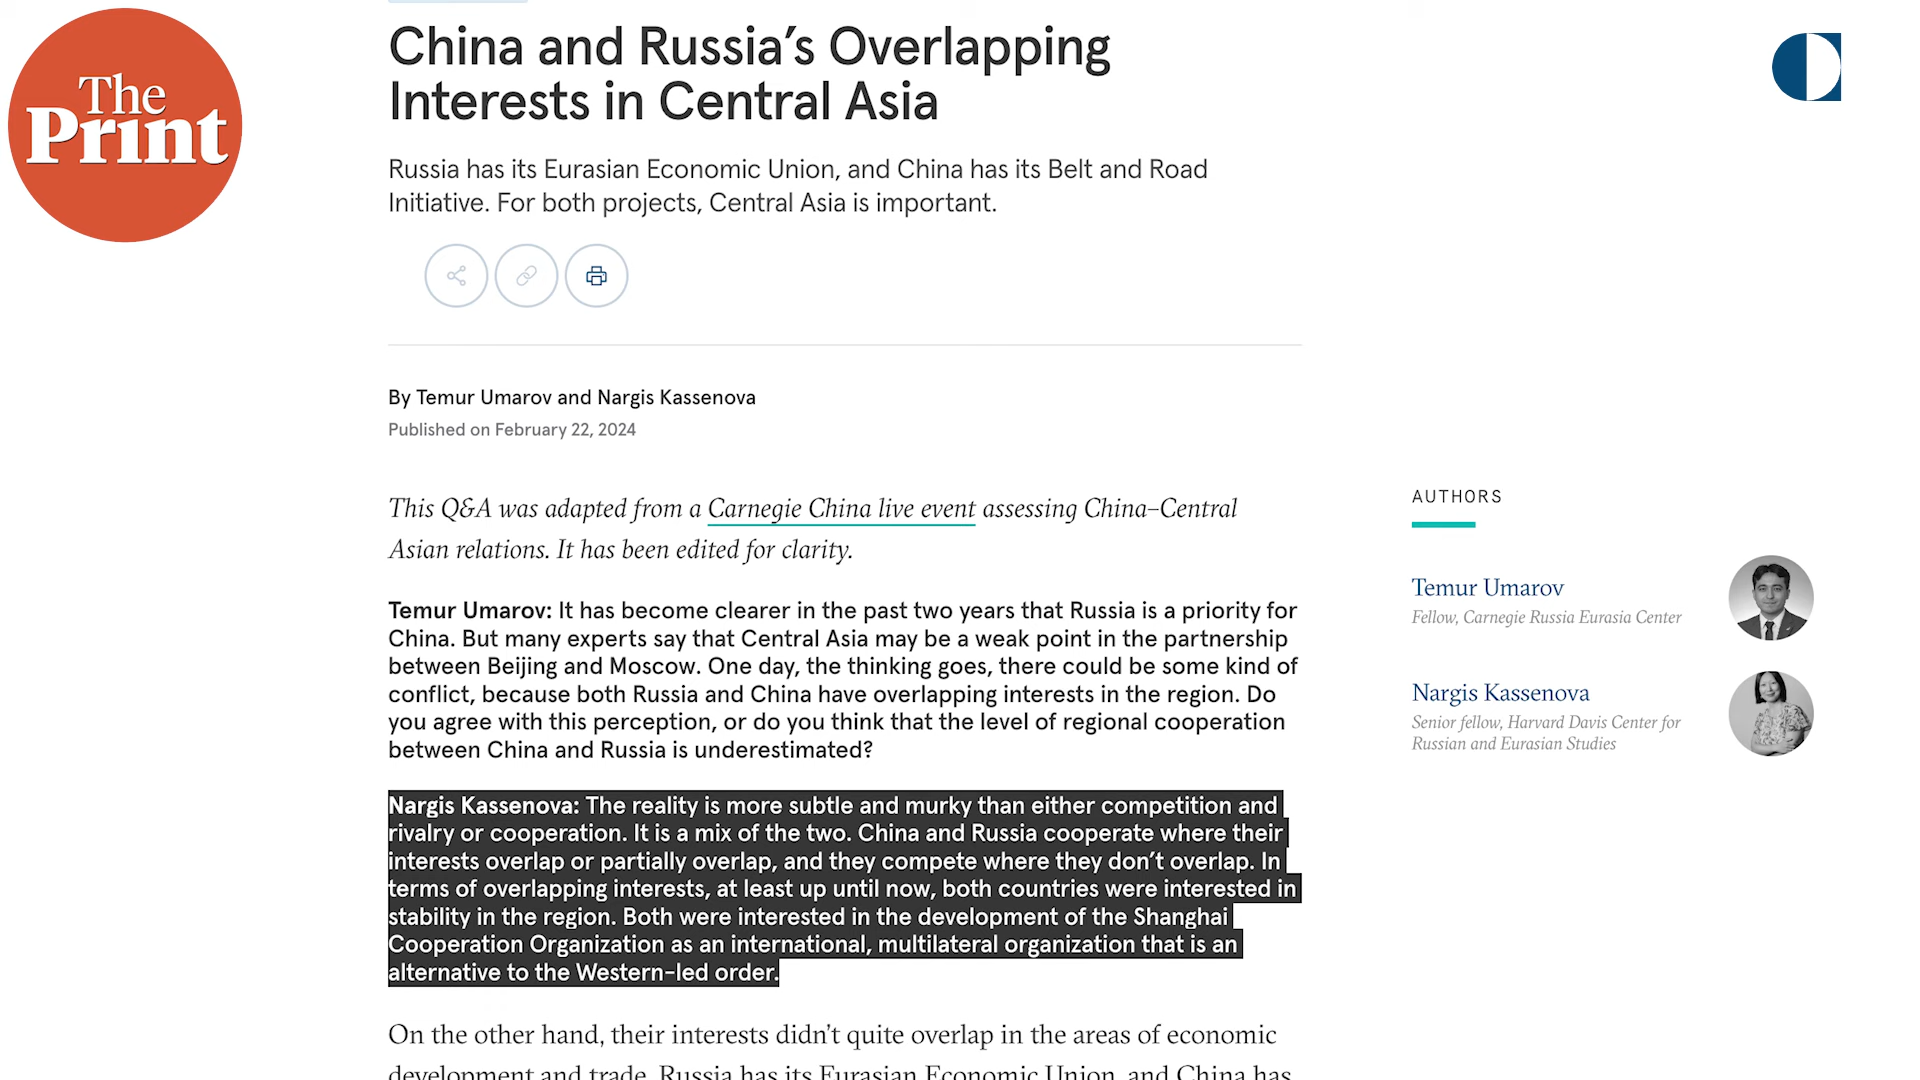 The
Print
China and Russia’s Overlapping
Interests in Central Asia
Russia has its Eurasian Economic Union, and China has its Belt and Road
Initiative. For both projects, Central Asia is important.
By Temur Umarov and Nargis Kassenova
Published on February 22, 2024
This Q&A was adapted from a Carnegie China live event assessing China–Central
Asian relations. It has been edited for clarity.
Temur Umarov: It has become clearer in the past two years that Russia is a priority for
China. But many experts say that Central Asia may be a weak point in the partnership
between Beijing and Moscow. One day, the thinking goes, there could be some kind of
conflict, because both Russia and China have overlapping interests in the region. Do
you agree with this perception, or do you think that the level of regional cooperation
between China and Russia is underestimated?
Nargis Kassenova: The reality is more subtle and murky than either competition and
rivalry or cooperation. It is a mix of the two. China and Russia cooperate where their
interests overlap or partially overlap, and they compete where they don’t overlap. In
terms of overlapping interests, at least up until now, both countries were interested in
stability in the region. Both were interested in the development of the Shanghai
Cooperation Organization as an international, multilateral organization that is an
alternative to the Western-led order.
On the other hand, their interests didn’t quite overlap in the areas of economic
development and trade. Russia has its Eurasian Economic Union, and China has
AUTHORS
Temur Umarov
Fellow, Carnegie Russia Eurasia Center
Nargis Kassenova
Senior fellow, Harvard Davis Center for
Russian and Eurasian Studies